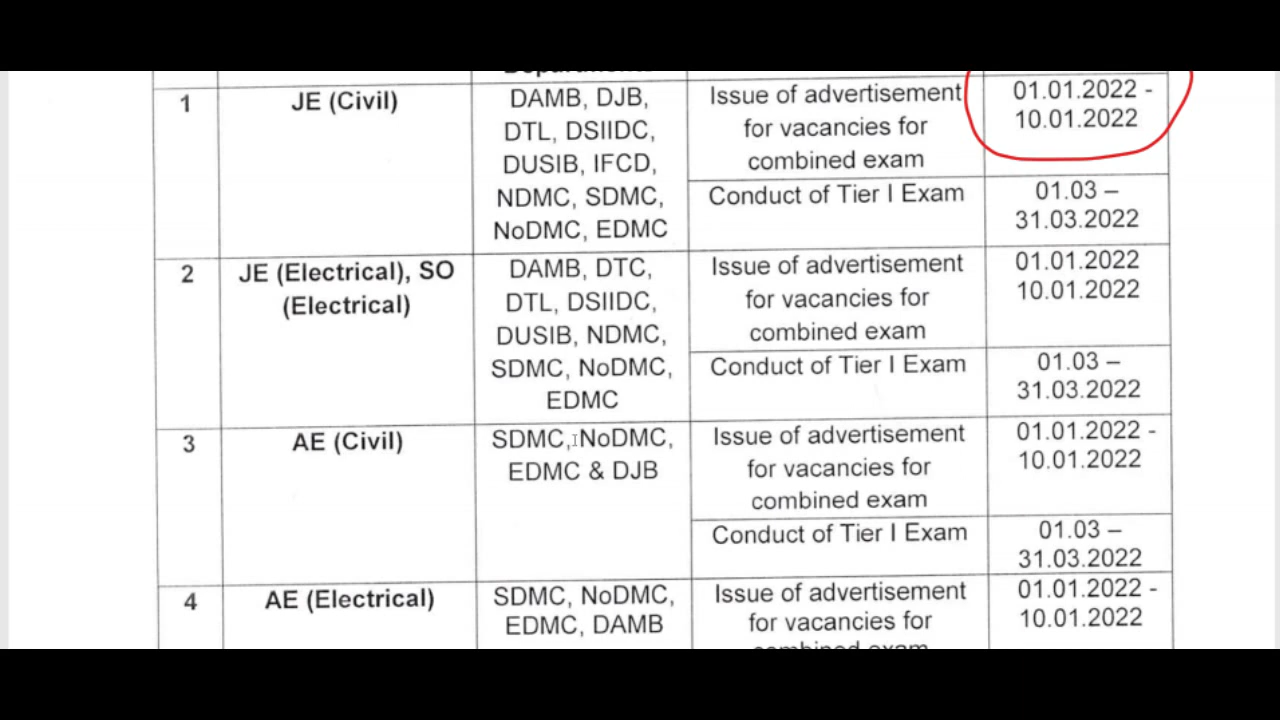 1
JE (Civil)
DAMB, DJB,
DTL, DSIIDC,
DUSIB, IFCD,
NDMC, SDMC,
NoDMC, EDMC
Issue of advertisement
for vacancies for
combined exam
01.01.2022 -
10.01.2022
Conduct of Tier I Exam
01.03 –
31.03.2022
2
JE (Electrical), SO
(Electrical)
DAMB, DTC,
DTL, DSIIDC,
DUSIB, NDMC,
SDMC, NoDMC,
EDMC
Issue of advertisement
for vacancies for
combined exam
01.01.2022
10.01.2022
Conduct of Tier I Exam
01.03 –
31.03.2022
3
AE (Civil)
SDMC, NoDMC,
EDMC & DJB
Issue of advertisement
for vacancies for
combined exam
01.01.2022 -
10.01.2022
Conduct of Tier I Exam
01.03 –
31.03.2022
4
AE (Electrical)
SDMC, NoDMC,
EDMC, DAMB
Issue of advertisement
for vacancies for
combined exam
01.01.2022 -
10.01.2022